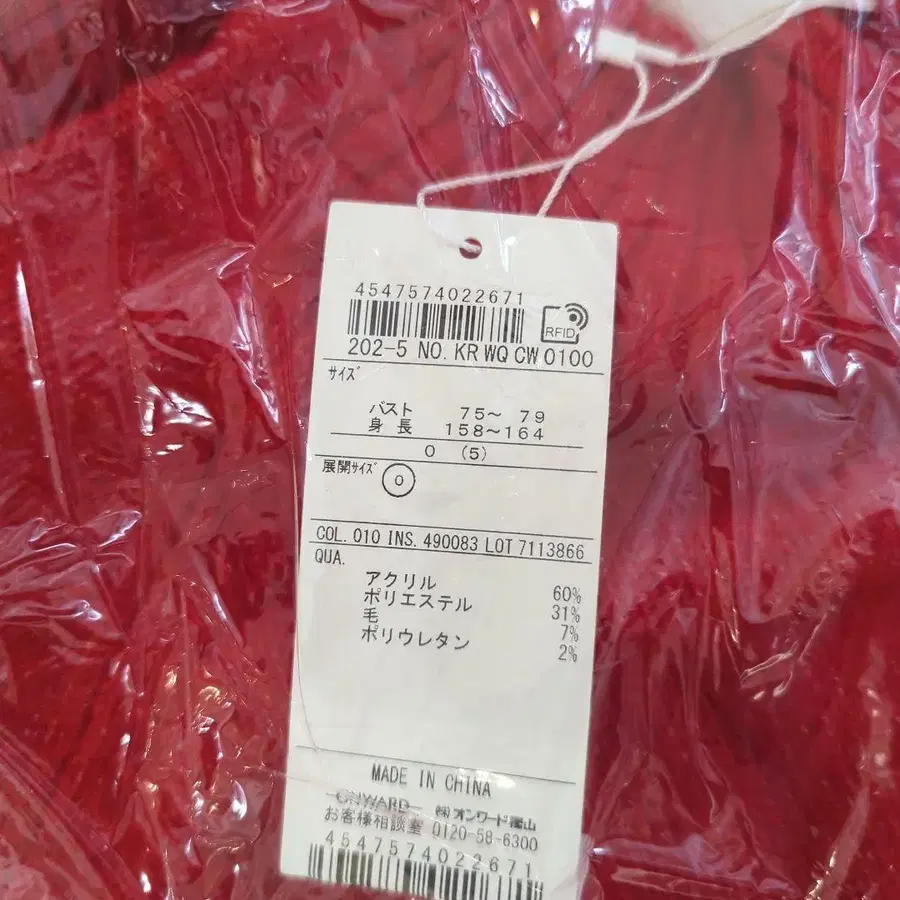 4547574022671
RFID
202-5 NO. KR WQ CW 0100
サイズ
バスト 75～ 79
身長 158～164
0 (5)
展開サイズ
0
COL. 010 INS. 490083 LOT 7113866
QUA.
アクリル 60%
ポリエステル 31%
毛 7%
ポリウレタン 2%
MADE IN CHINA
ONWARD ㈱オンワード樫山
お客様相談室 0120-58-6300
4547574022671